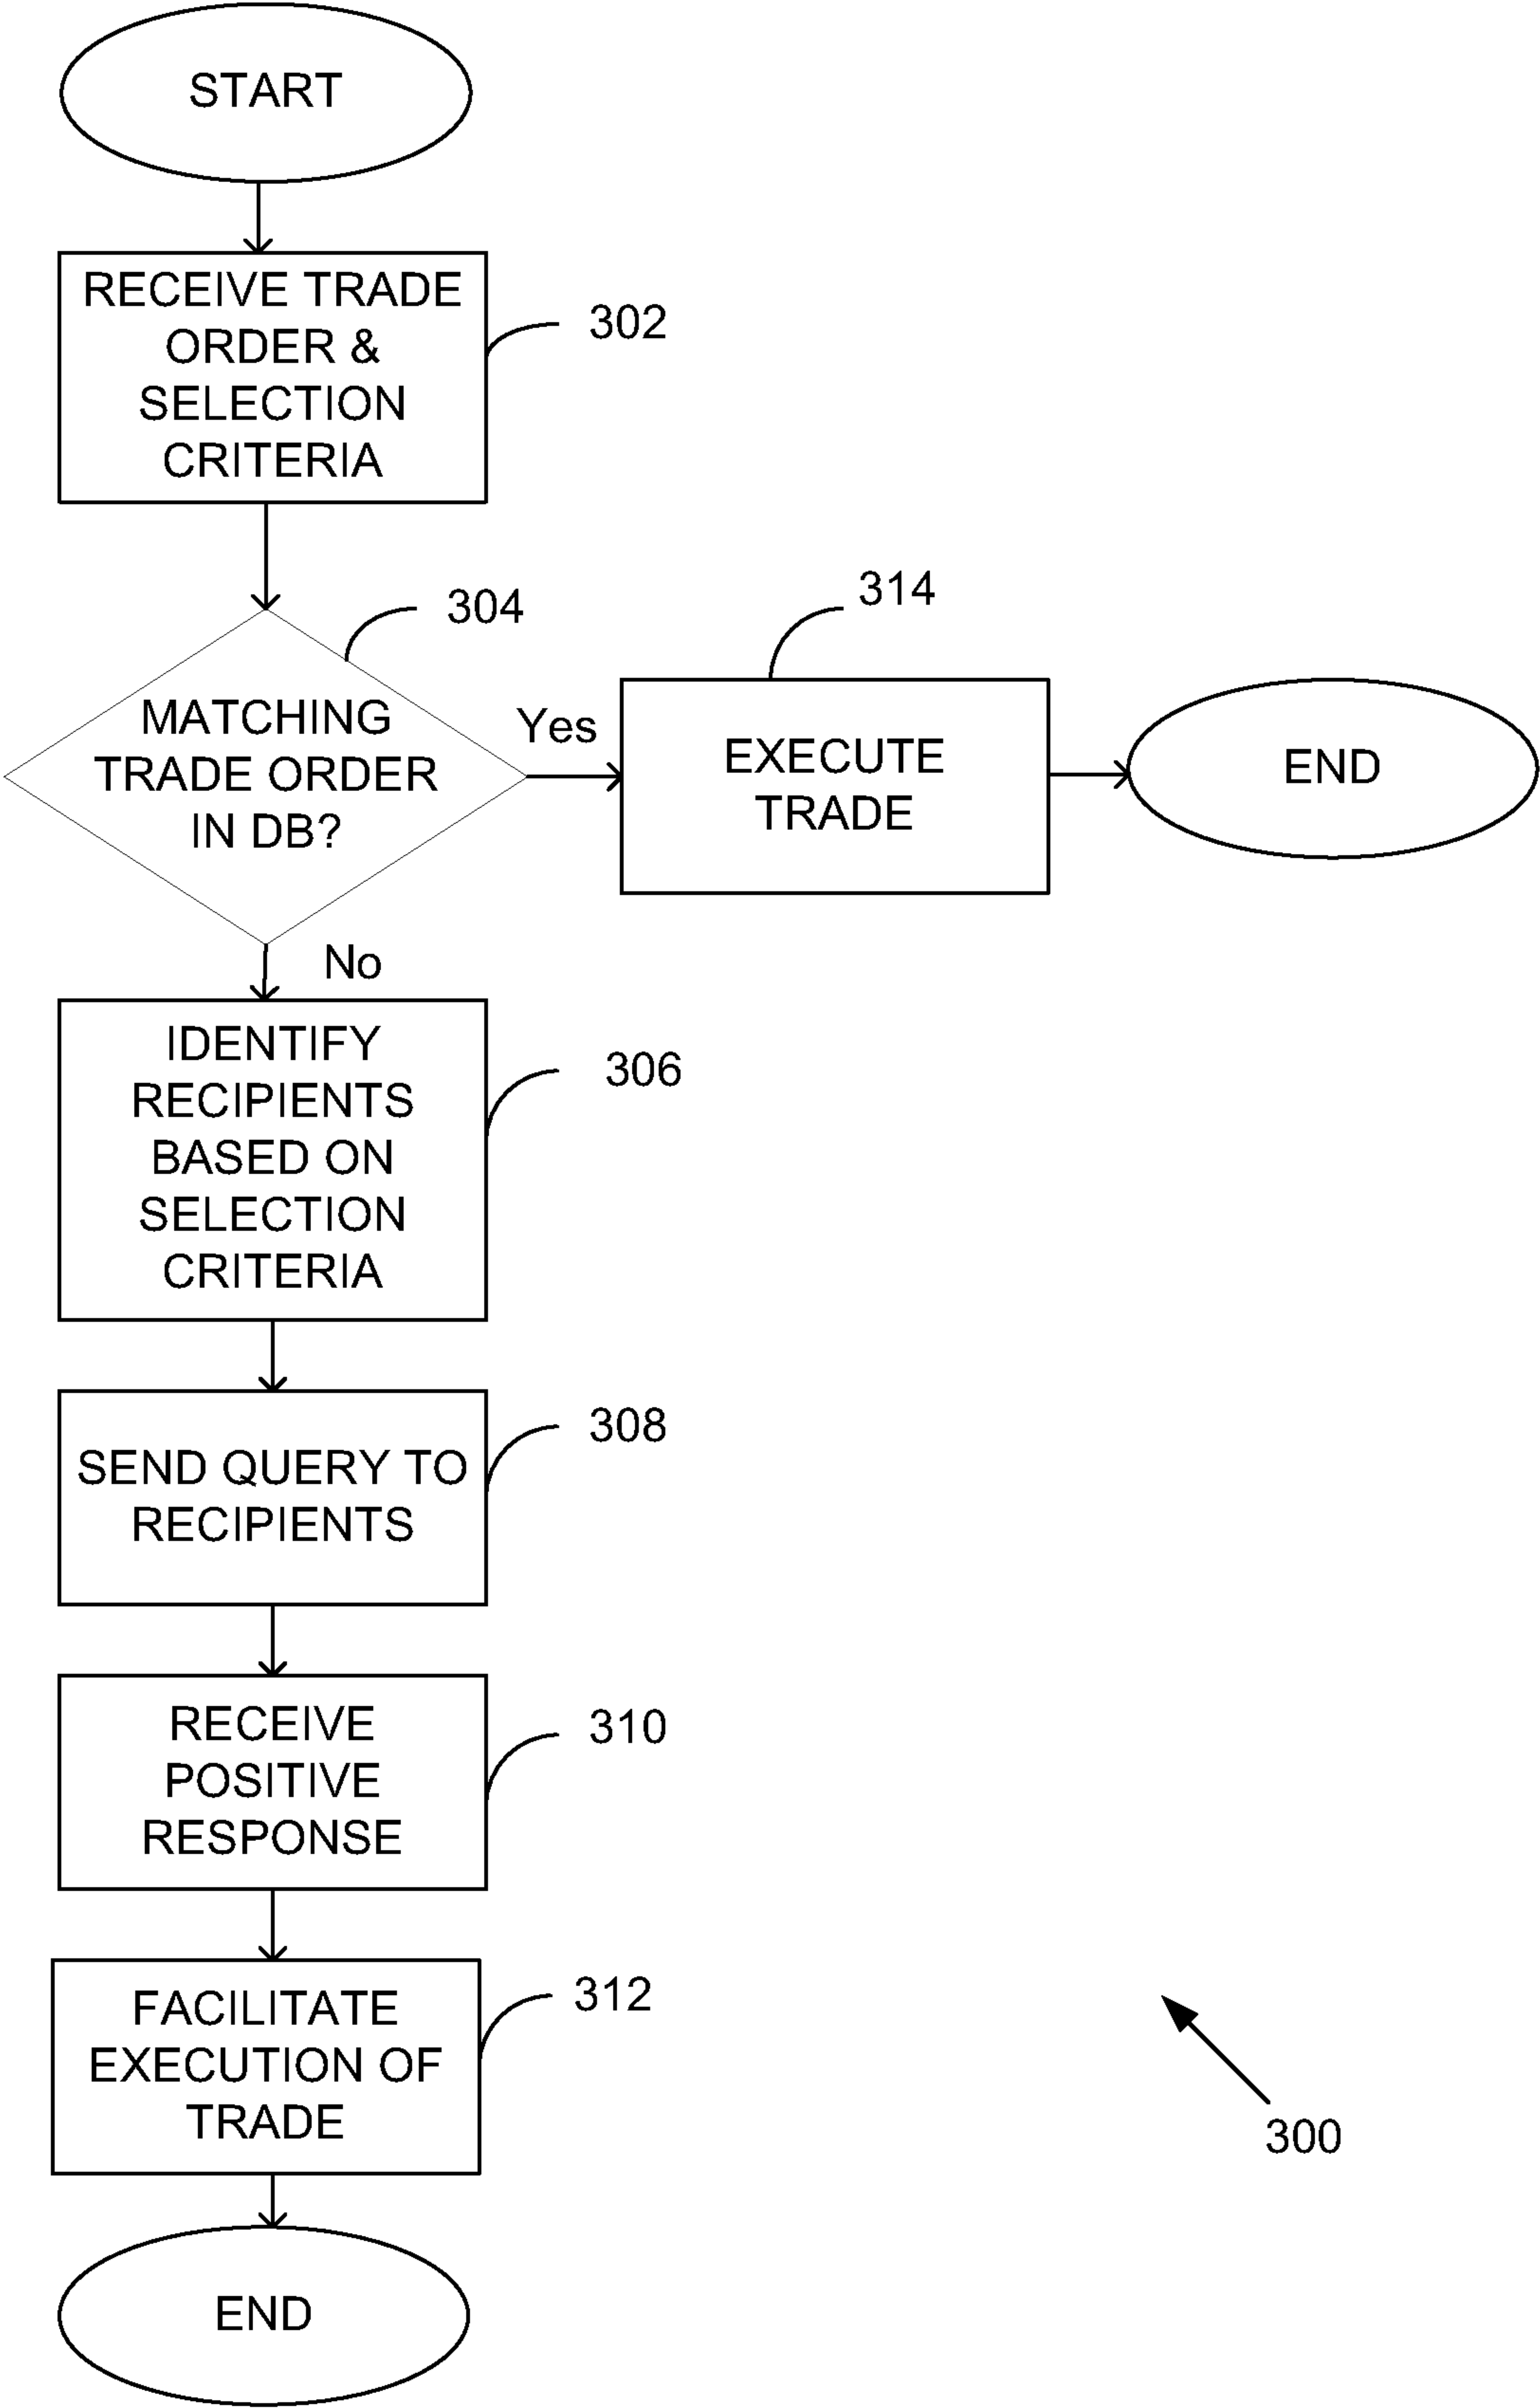 START
RECEIVE TRADE
ORDER &
SELECTION
CRITERIA
302
304
MATCHING
TRADE ORDER
IN DB?
Yes
314
EXECUTE
TRADE
END
No
IDENTIFY
RECIPIENTS
BASED ON
SELECTION
CRITERIA
306
SEND QUERY TO
RECIPIENTS
308
RECEIVE
POSITIVE
RESPONSE
310
FACILITATE
EXECUTION OF
TRADE
312
300
END